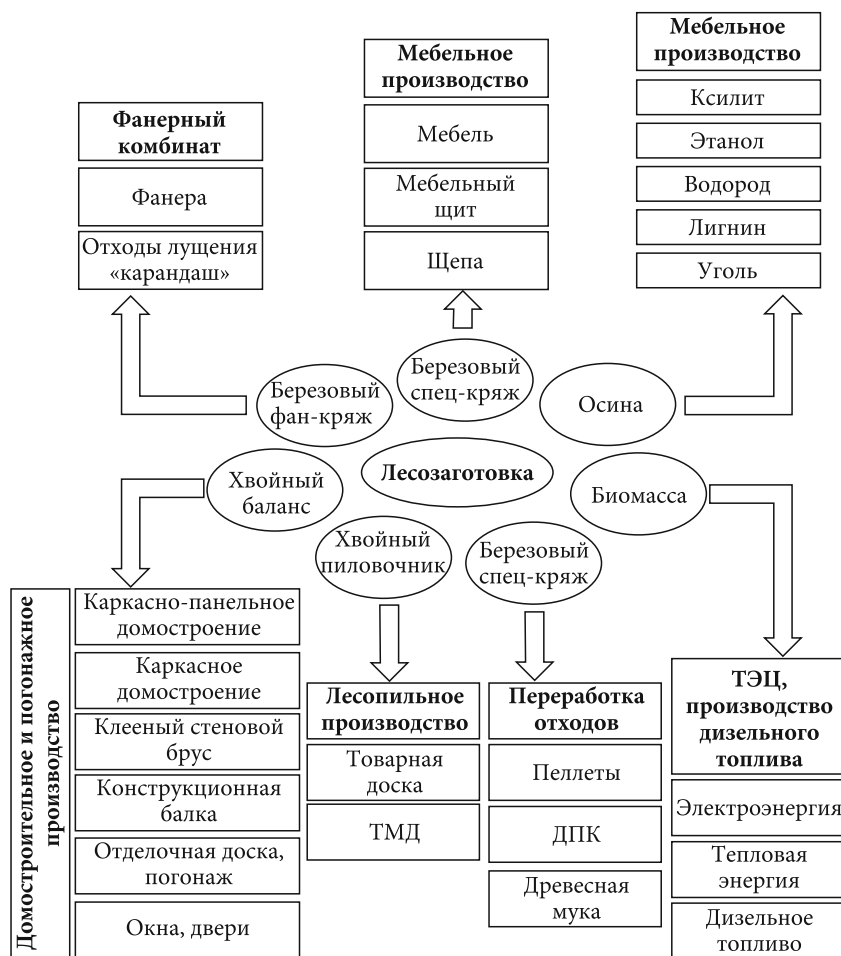 Фанерный
комбинат
Фанера
Отходы лущения
«карандаш»
Мебельное
производство
Мебель
Мебельный
щит
Щепа
Мебельное
производство
Ксилит
Этанол
Водород
Лигнин
Уголь
Березовый
фан-кряж
Березовый
спец-кряж
Осина
Хвойный
баланс
Лесозаготовка
Биомасса
Хвойный
пиловочник
Березовый
спец-кряж
Домостроительное и погонажное
производство
Каркасно-панельное
домостроение
Каркасное
домостроение
Клееный стеновой
брус
Конструкционная
балка
Отделочная доска,
погонаж
Окна, двери
Лесопильное
производство
Товарная
доска
ТМД
Переработка
отходов
Пеллеты
ДПК
Древесная
мука
ТЭЦ,
производство
дизельного
топлива
Электроэнергия
Тепловая
энергия
Дизельное
топливо